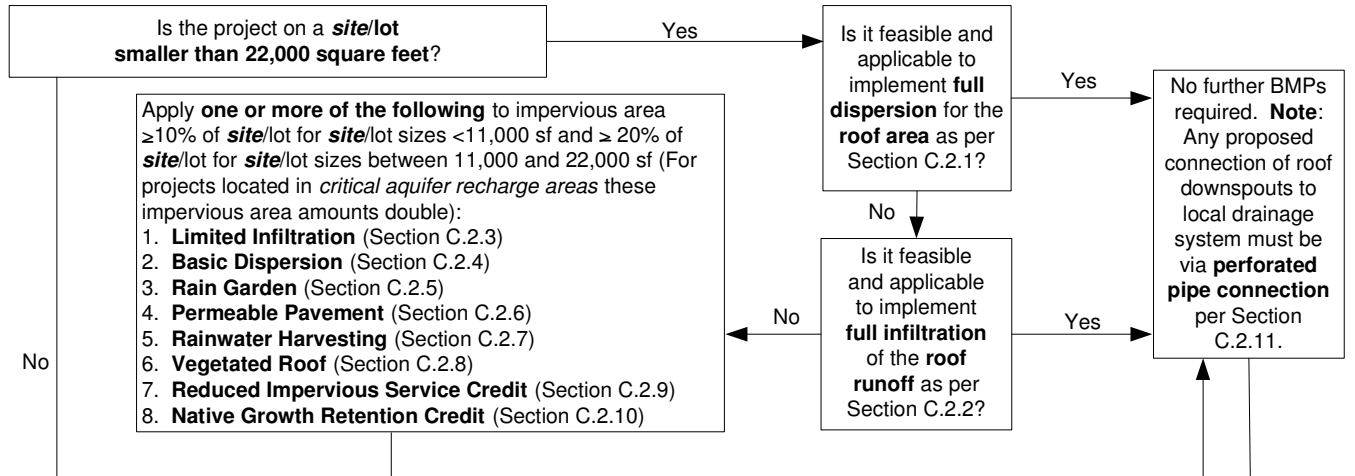 Is the project on a site/lot
smaller than 22,000 square feet?
Yes
Is it feasible and
applicable to
implement full
dispersion for the
roof area as per
Section C.2.1?
Yes
No further BMPs
required.  Note:
Any proposed
connection of roof
downspouts to
local drainage
system must be
via perforated
pipe connection
per Section
C.2.11.
No
Is it feasible
and applicable
to implement
full infiltration
of the roof
runoff as per
Section C.2.2?
Yes
No
Apply one or more of the following to impervious area
≥10% of site/lot for site/lot sizes <11,000 sf and ≥ 20% of
site/lot for site/lot sizes between 11,000 and 22,000 sf (For
projects located in critical aquifer recharge areas these
impervious area amounts double):
1. Limited Infiltration (Section C.2.3)
2. Basic Dispersion (Section C.2.4)
3. Rain Garden (Section C.2.5)
4. Permeable Pavement (Section C.2.6)
5. Rainwater Harvesting (Section C.2.7)
6. Vegetated Roof (Section C.2.8)
7. Reduced Impervious Service Credit (Section C.2.9)
8. Native Growth Retention Credit (Section C.2.10)
No